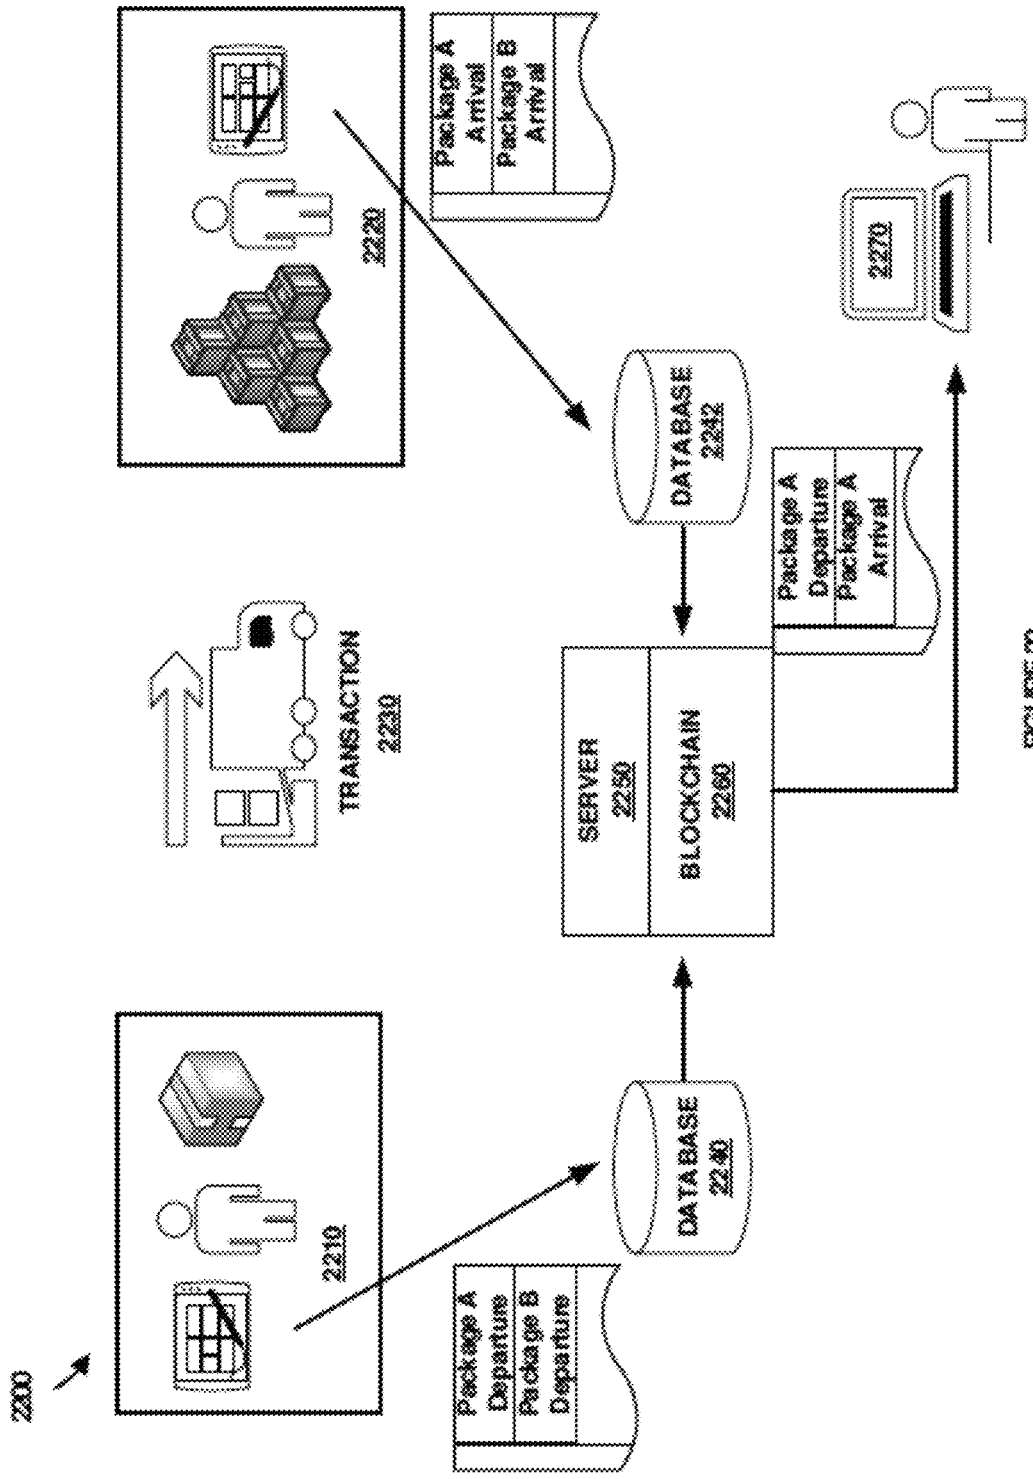 2200
2210
TRANSACTION
2230
2220
Package A
Departure
Package B
Departure
DATABASE
2240
SERVER
2250
BLOCKCHAIN
2260
DATABASE
2242
Package A
Arrival
Package B
Arrival
Package A
Departure
Package A
Arrival
2270